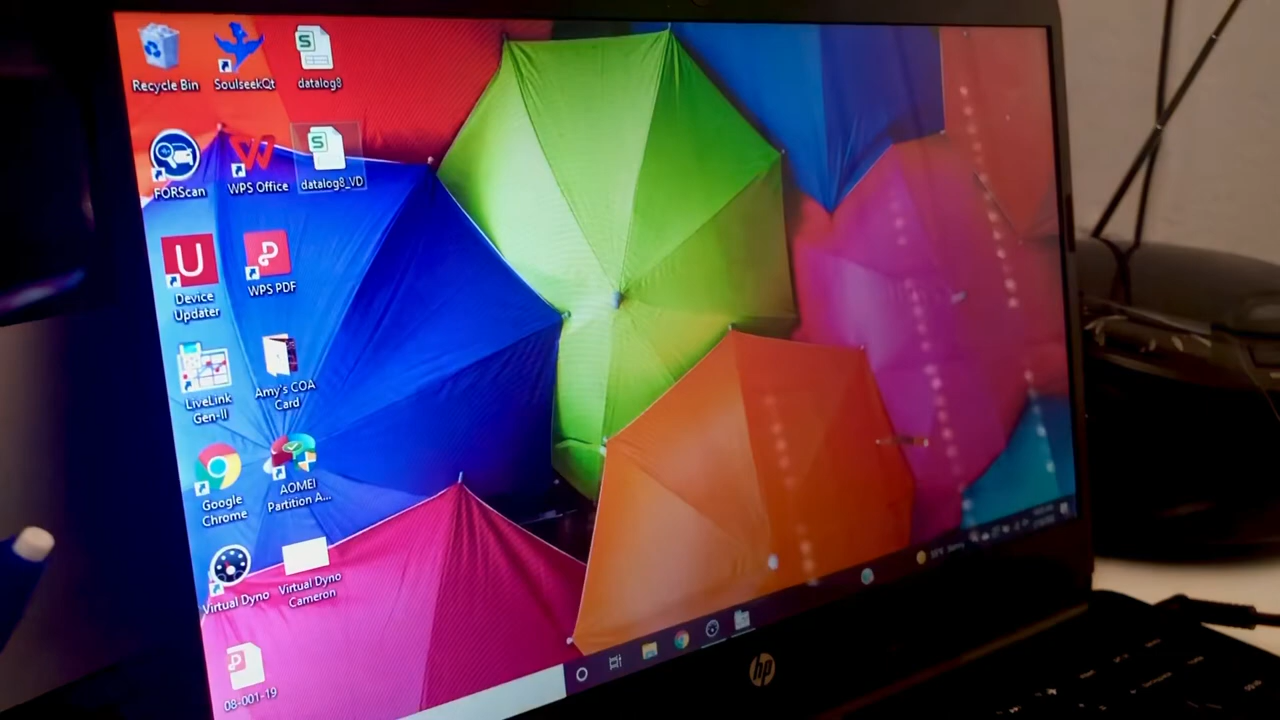 Recycle Bin
SoulseekQt
datalog8
FORScan
WPS Office
datalog8_VD
Device
Updater
WPS PDF
LiveLink
Gen-II
Amy's COA
Card
Google
Chrome
AOMEI
Partition A...
Virtual Dyno
Virtual Dyno
Cameron
08-001-19
hp